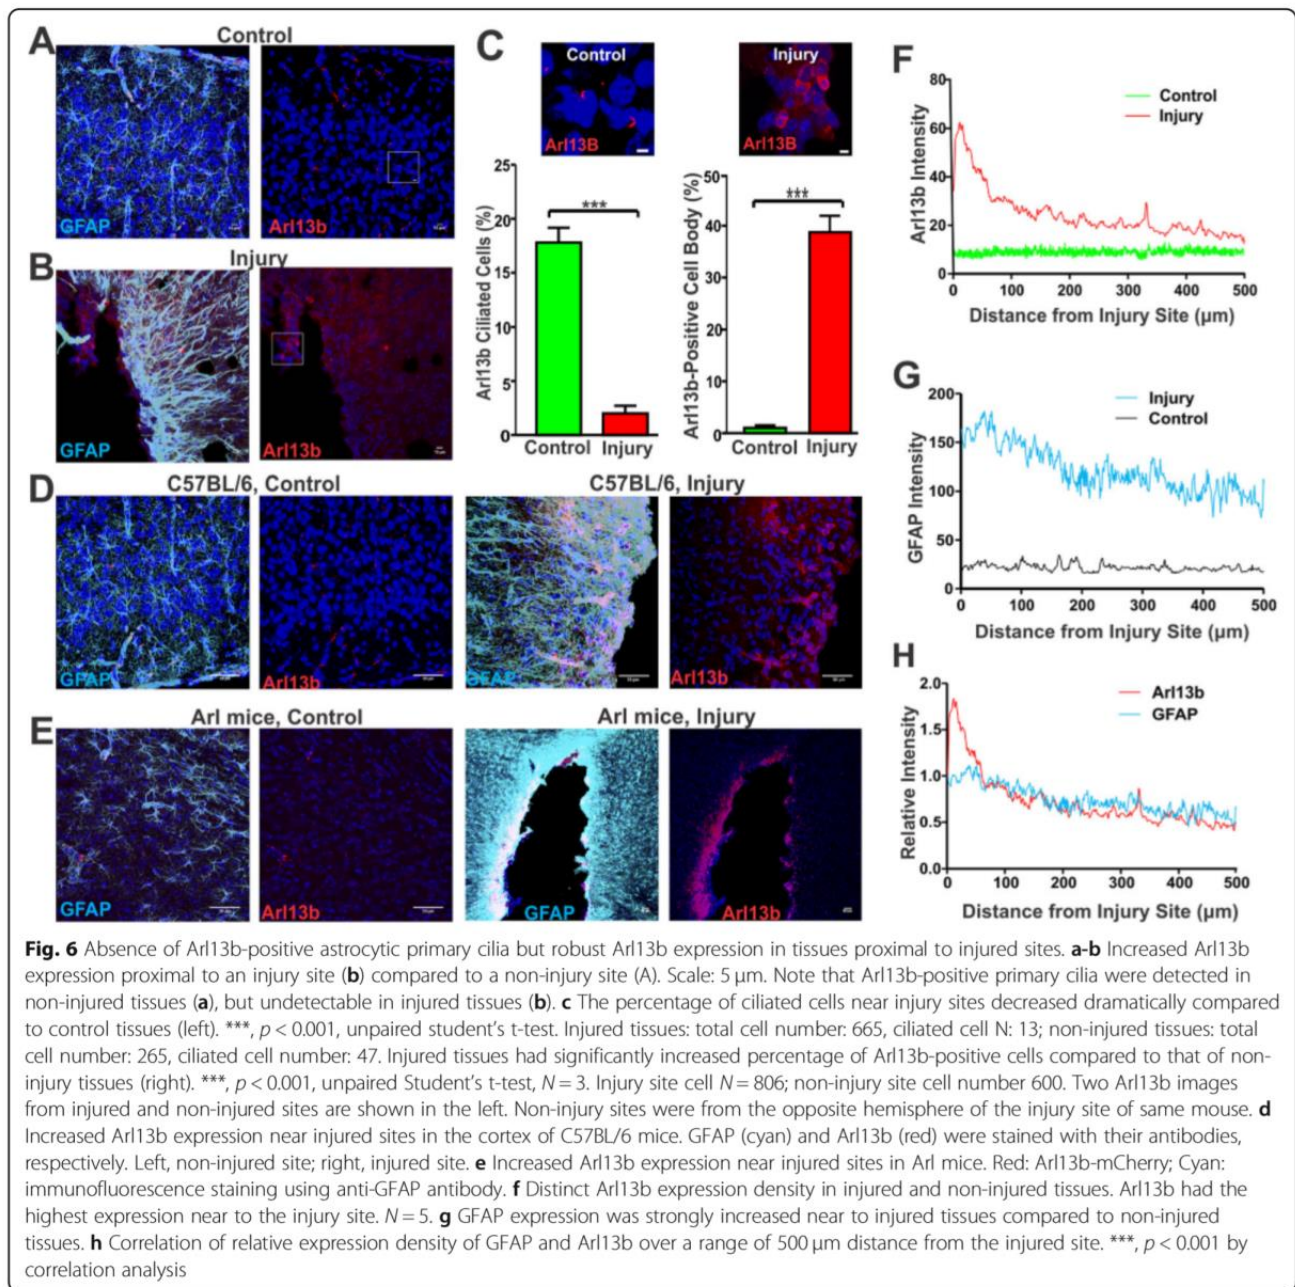 A
Control
GFAP
Arl13b
B
Injury
GFAP
Arl13b
C
Control
Arl13B
Injury
Arl13B
Arl13b Ciliated Cells (%)
25
20
15
10
5
0
***
Control Injury
Arl13b-Positive Cell Body (%)
50
40
30
20
10
0
***
Control Injury
D
C57BL/6, Control
GFAP
Arl13b
C57BL/6, Injury
GFAP
Arl13b
E
Arl mice, Control
GFAP
Arl13b
Arl mice, Injury
GFAP
Arl13b
F
Arl13b Intensity
80
60
40
20
0
Control
Injury
0 100 200 300 400 500
Distance from Injury Site (µm)
G
GFAP Intensity
200
150
100
50
0
Injury
Control
0 100 200 300 400 500
Distance from Injury Site (µm)
H
Relative Intensity
2.0
1.5
1.0
0.5
0.0
Arl13b
GFAP
0 100 200 300 400 500
Distance from Injury Site (µm)
Fig. 6 Absence of Arl13b-positive astrocytic primary cilia but robust Arl13b expression in tissues proximal to injured sites. a-b Increased Arl13b
expression proximal to an injury site (b) compared to a non-injury site (A). Scale: 5 µm. Note that Arl13b-positive primary cilia were detected in
non-injured tissues (a), but undetectable in injured tissues (b). c The percentage of ciliated cells near injury sites decreased dramatically compared
to control tissues (left). ***, p < 0.001, unpaired student's t-test. Injured tissues: total cell number: 665, ciliated cell N: 13; non-injured tissues: total
cell number: 265, ciliated cell number: 47. Injured tissues had significantly increased percentage of Arl13b-positive cells compared to that of non-
injury tissues (right). ***, p < 0.001, unpaired Student's t-test, N = 3. Injury site cell N = 806; non-injury site cell number 600. Two Arl13b images
from injured and non-injured sites are shown in the left. Non-injury sites were from the opposite hemisphere of the injury site of same mouse. d
Increased Arl13b expression near injured sites in the cortex of C57BL/6 mice. GFAP (cyan) and Arl13b (red) were stained with their antibodies,
respectively. Left, non-injured site; right, injured site. e Increased Arl13b expression near injured sites in Arl mice. Red: Arl13b-mCherry; Cyan:
immunofluorescence staining using anti-GFAP antibody. f Distinct Arl13b expression density in injured and non-injured tissues. Arl13b had the
highest expression near to the injury site. N = 5. g GFAP expression was strongly increased near to injured tissues compared to non-injured
tissues. h Correlation of relative expression density of GFAP and Arl13b over a range of 500 µm distance from the injured site. ***, p < 0.001 by
correlation analysis